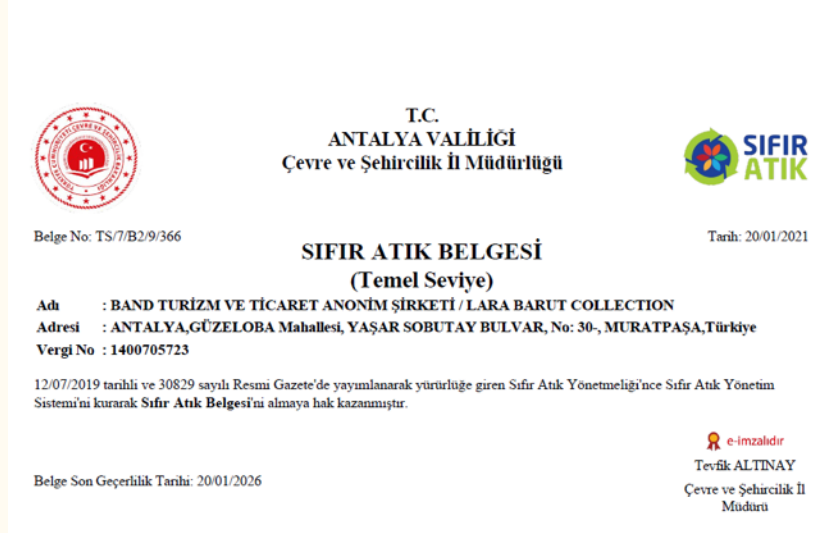 T.C.
ANTALYA VALİLİĞİ
Çevre ve Şehircilik İl Müdürlüğü
SIFIR
ATIK
Belge No: TS/7/B2/9/366
Tarih: 20/01/2021
SIFIR ATIK BELGESİ
(Temel Seviye)
Adı : BAND TURİZM VE TİCARET ANONİM ŞİRKETİ / LARA BARUT COLLECTION
Adresi : ANTALYA,GÜZELOBA Mahallesi, YAŞAR SOBUTAY BULVAR, No: 30-, MURATPAŞA,Türkiye
Vergi No : 1400705723
12/07/2019 tarihli ve 30829 sayılı Resmi Gazete'de yayımlanarak yürürlüğe giren Sıfır Atık Yönetmeliği'nce Sıfır Atık Yönetim
Sistemi'ni kurarak Sıfır Atık Belgesi'ni almaya hak kazanmıştır.
e-imzalıdır
Tevfik ALTINAY
Belge Son Geçerlilik Tarihi: 20/01/2026
Çevre ve Şehircilik İl
Müdürü